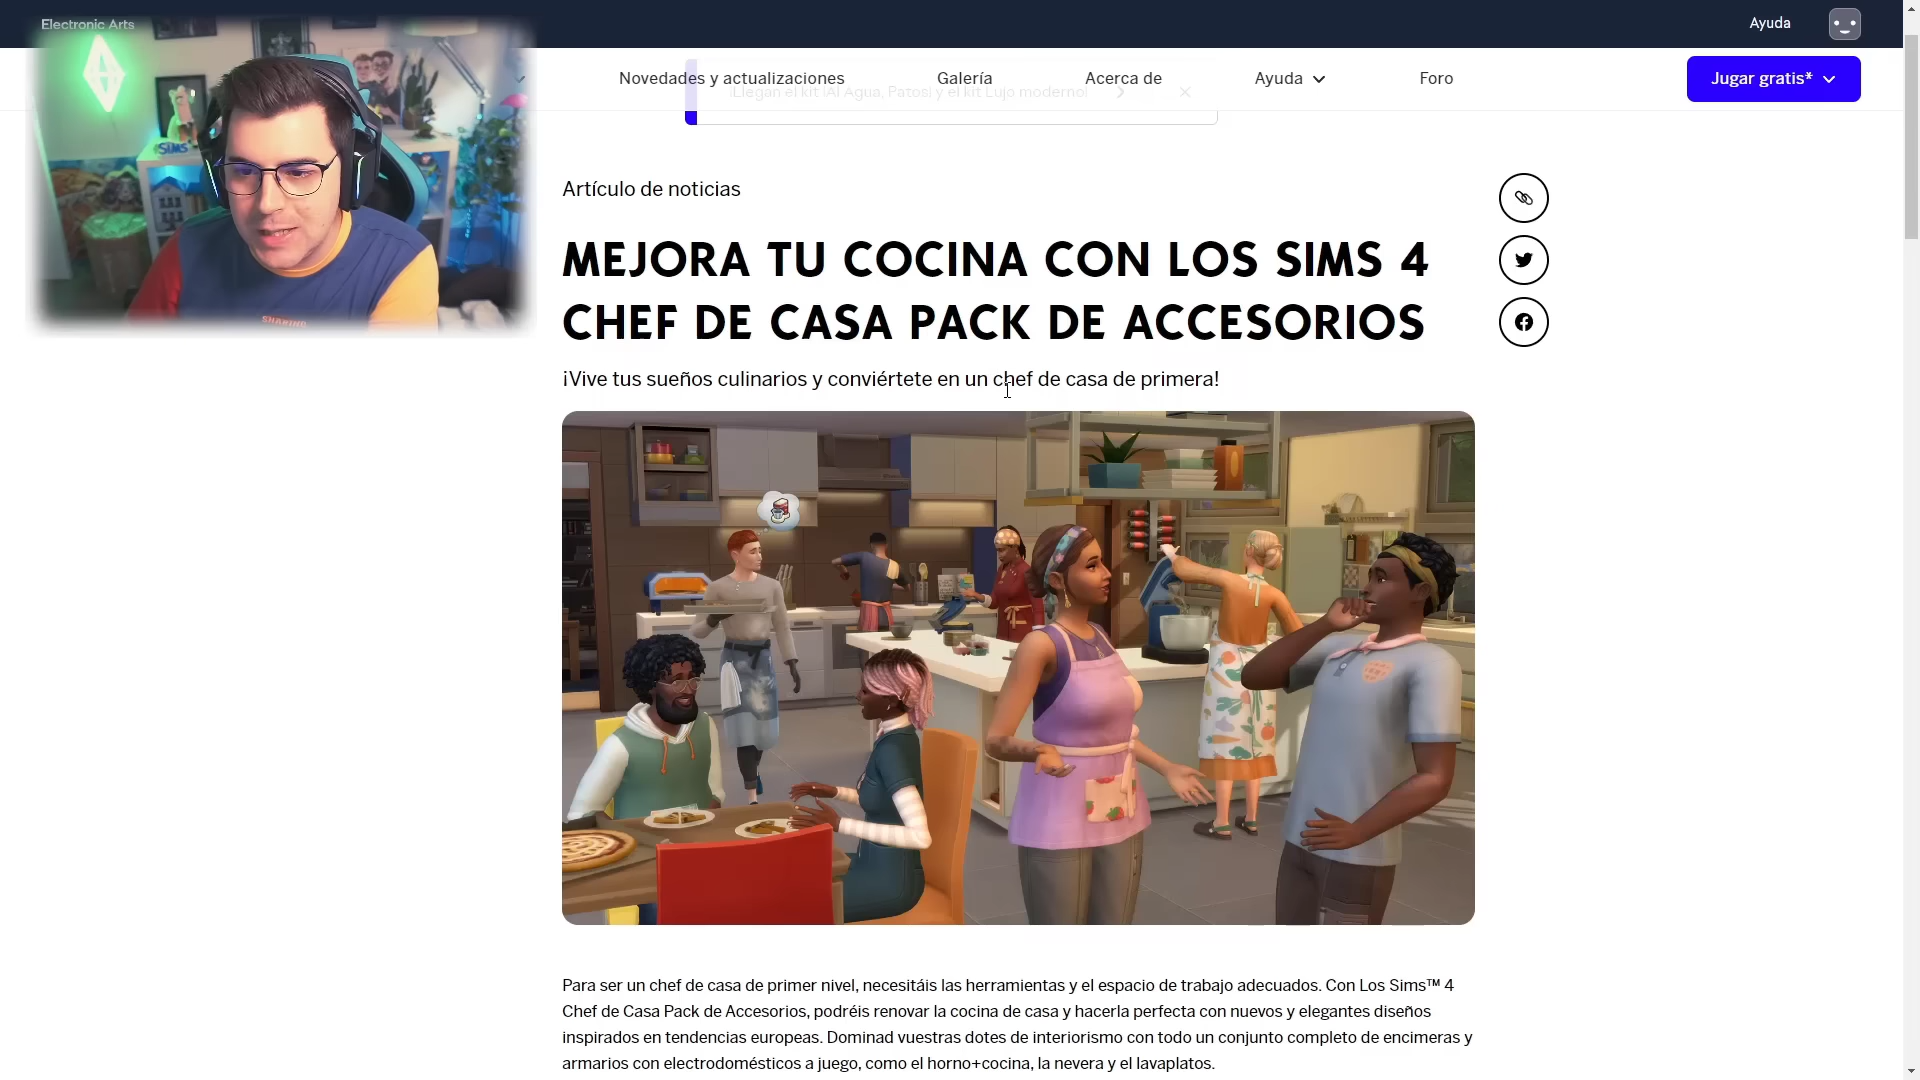 Electronic Arts
Ayuda
Novedades y actualizaciones
Galería
Acerca de
Ayuda
Foro
Jugar gratis*
¡Llegan el kit ¡Al Agua, Patos! y el kit Lujo moderno!
SIMS
SHAKING
Artículo de noticias
MEJORA TU COCINA CON LOS SIMS 4
CHEF DE CASA PACK DE ACCESORIOS
¡Vive tus sueños culinarios y conviértete en un chef de casa de primera!
Para ser un chef de casa de primer nivel, necesitáis las herramientas y el espacio de trabajo adecuados. Con Los Sims™ 4
Chef de Casa Pack de Accesorios, podréis renovar la cocina de casa y hacerla perfecta con nuevos y elegantes diseños
inspirados en tendencias europeas. Dominad vuestras dotes de interiorismo con todo un conjunto completo de encimeras y
armarios con electrodomésticos a juego, como el horno+cocina, la nevera y el lavaplatos.